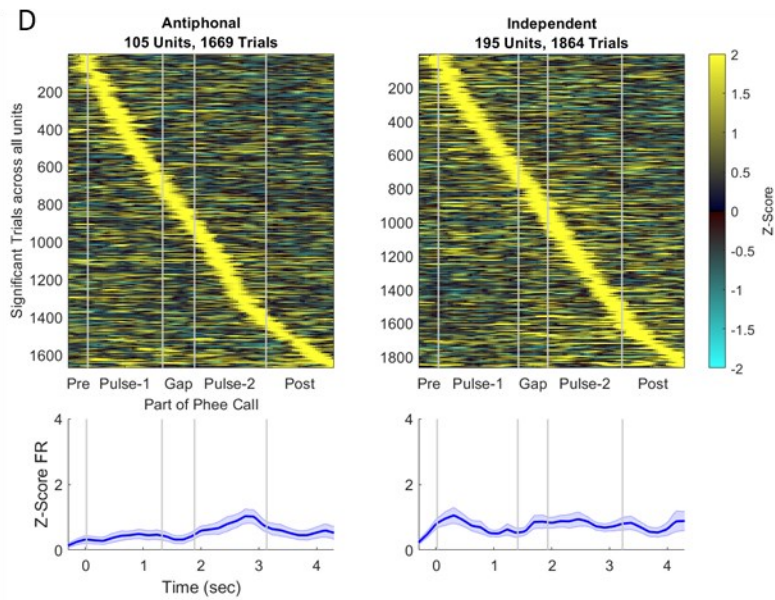 D
Antiphonal
105 Units, 1669 Trials
Independent
195 Units, 1864 Trials
Significant Trials across all units
200
400
600
800
1000
1200
1400
1600
200
400
600
800
1000
1200
1400
1600
1800
2
1.5
1
0.5
0
-0.5
-1
-1.5
-2
Z-Score
Pre Pulse-1 Gap Pulse-2 Post
Part of Phee Call
Pre Pulse-1 Gap Pulse-2 Post
Z-Score FR
4
2
0
0 1 2 3 4
Time (sec)
4
2
0
0 1 2 3 4